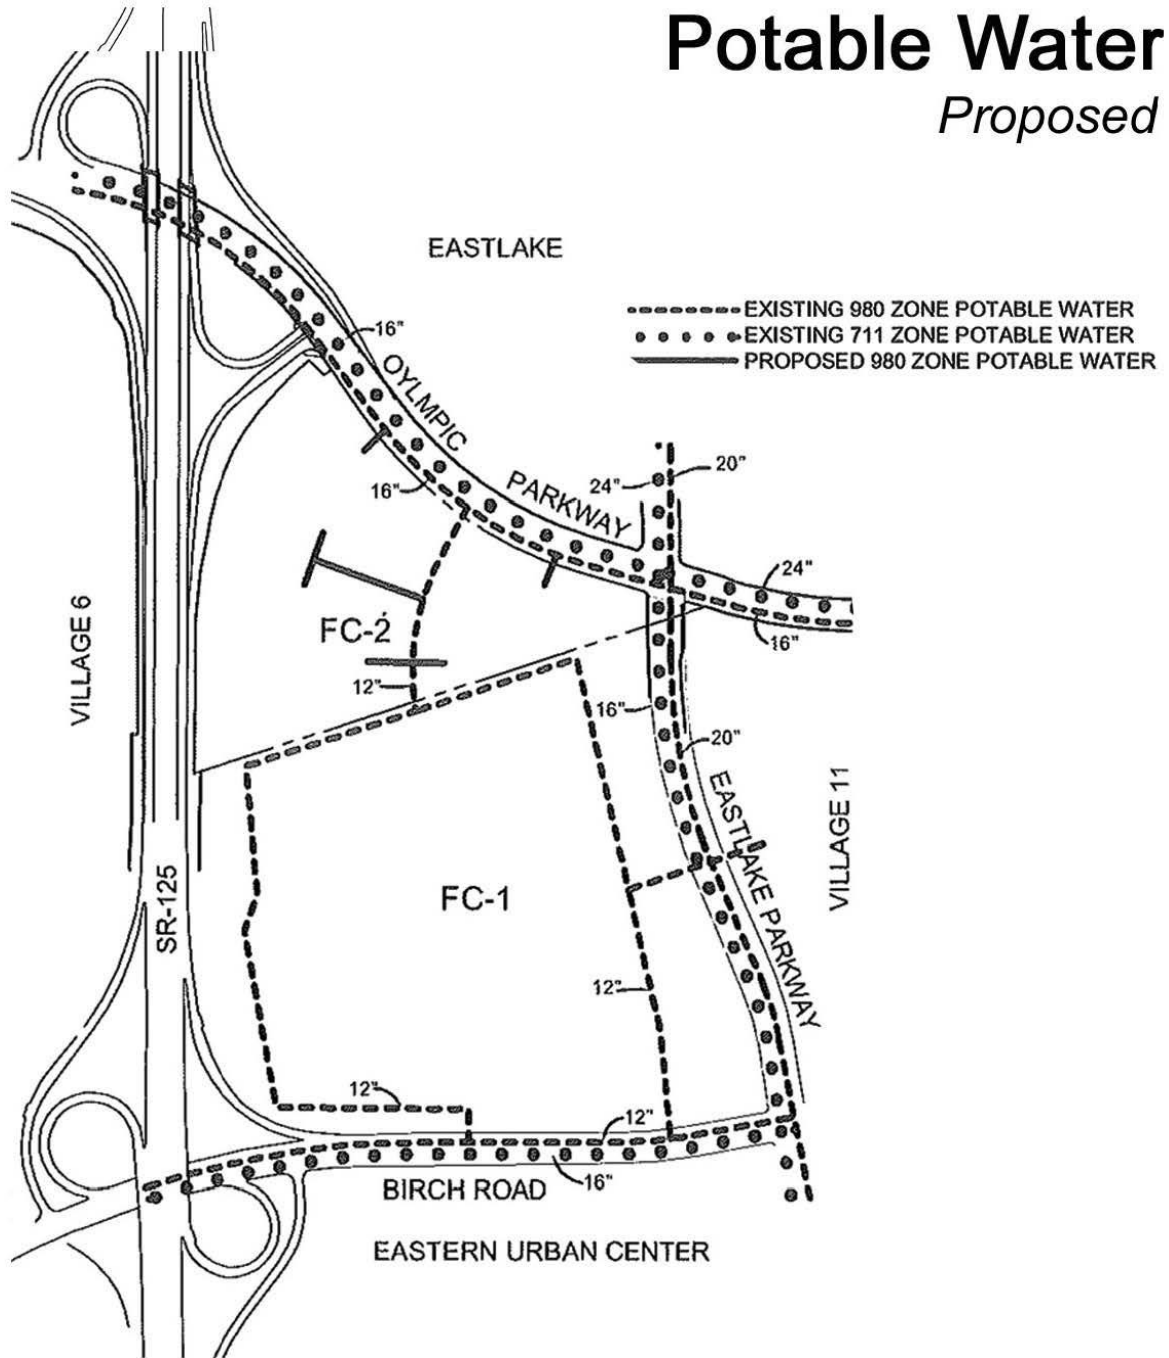 Potable Water
Proposed
EASTLAKE
EXISTING 980 ZONE POTABLE WATER
EXISTING 711 ZONE POTABLE WATER
PROPOSED 980 ZONE POTABLE WATER
16"
OYLMPIC
PARKWAY
20"
24"
16"
24"
FC-2
16"
VILLAGE 6
12"
16"
20"
EASTLAKE PARKWAY
VILLAGE 11
SR-125
FC-1
12"
12"
12"
16"
BIRCH ROAD
EASTERN URBAN CENTER